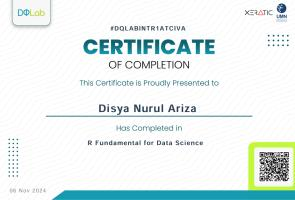 DQLab
XERATIC
UMN
#DQLABINTR1ATCIVA
CERTIFICATE
OF COMPLETION
This Certificate is Proudly Presented to
Disya Nurul Ariza
Has Completed in
R Fundamental for Data Science
06 Nov 2024